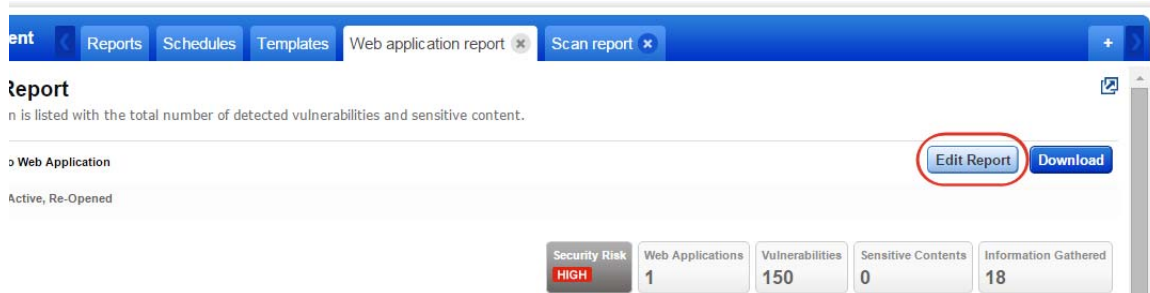 ent Reports Schedules Templates Web application report Scan report +
Report
n is listed with the total number of detected vulnerabilities and sensitive content.
o Web Application Edit Report Download
Active, Re-Opened
Security Risk Web Applications Vulnerabilities Sensitive Contents Information Gathered
HIGH 1 150 0 18